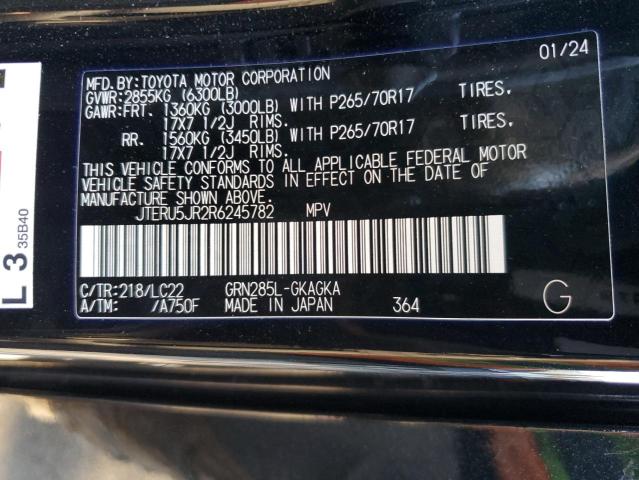 01/24
MFD.BY:TOYOTA MOTOR CORPORATION
GVWR:2855KG (6300LB)
GAWR:FRT. 1360KG (3000LB) WITH P265/70R17 TIRES.
17X7 1/2J RIMS.
RR. 1560KG (3450LB) WITH P265/70R17 TIRES.
17X7 1/2J RIMS.
THIS VEHICLE CONFORMS TO ALL APPLICABLE FEDERAL MOTOR
VEHICLE SAFETY STANDARDS IN EFFECT ON THE DATE OF
MANUFACTURE SHOWN ABOVE.
JTERU5JR2R6245782 MPV
C/TR:218/LC22 GRN285L-GKAGKA
A/TM: /A750F MADE IN JAPAN 364 G
L 3 35B40